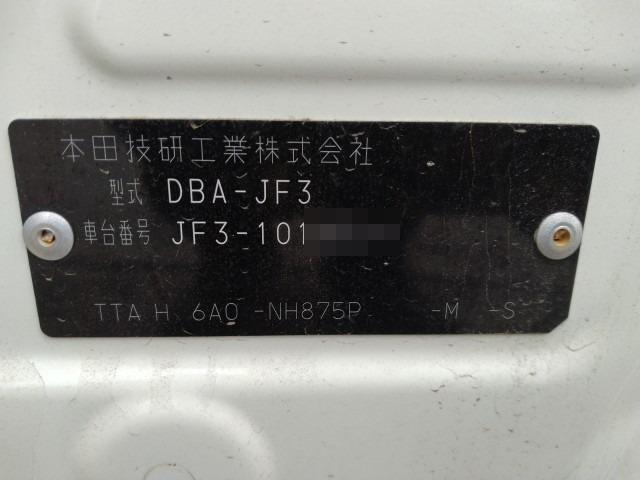 本田技研工業株式会社
型式 DBA-JF3
車台番号 JF3-101
TTA H 6A0 -NH875P -M -S